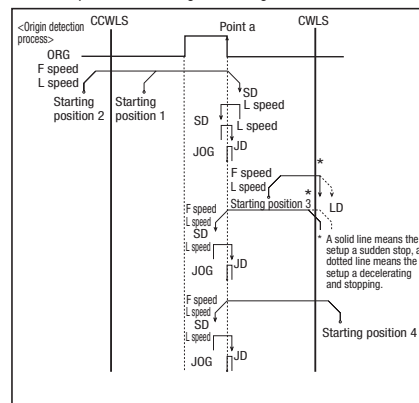 CCWLS
Point a
CWLS
<Origin detection
process>
ORG
F speed
L speed
SD
Starting
position 2
Starting
position 1
L speed
SD
L speed
JOG
JD
F speed
L speed
*
Starting position 3
*
LD
F speed
SD
L speed
JOG
JD
* A solid line means the
setup a sudden stop, a
dotted line means the
setup a decelerating
and stopping.
F speed
L speed
SD
L speed
Starting position 4
JOG
JD